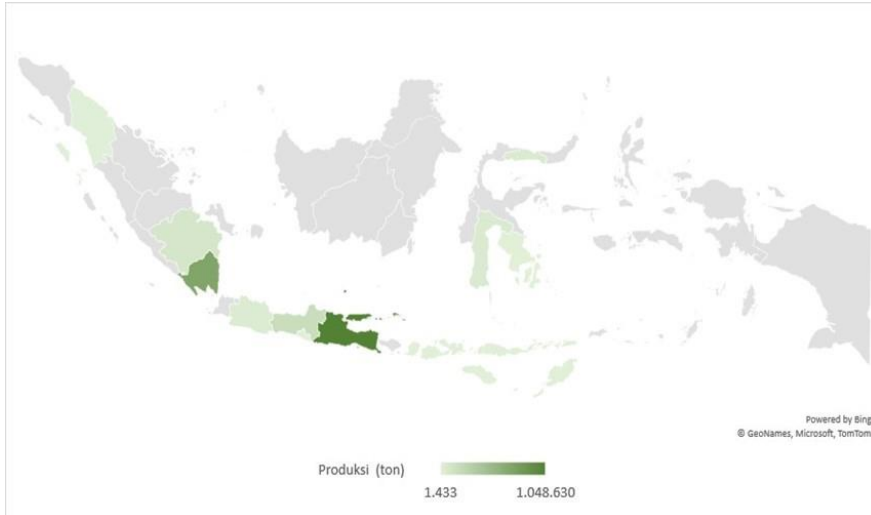 Powered by Bing
© GeoNames, Microsoft, TomTom
Produksi (ton)
1.433 1.048.630